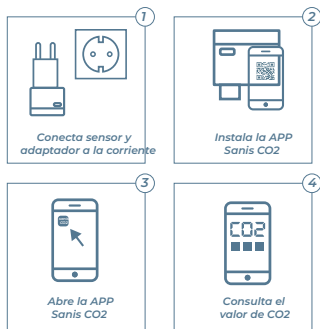 1
Conecta sensor y
adaptador a la corriente
2
Instala la APP
Sanis CO2
3
Abre la APP
Sanis CO2
4
CO2
Consulta el
valor de CO2